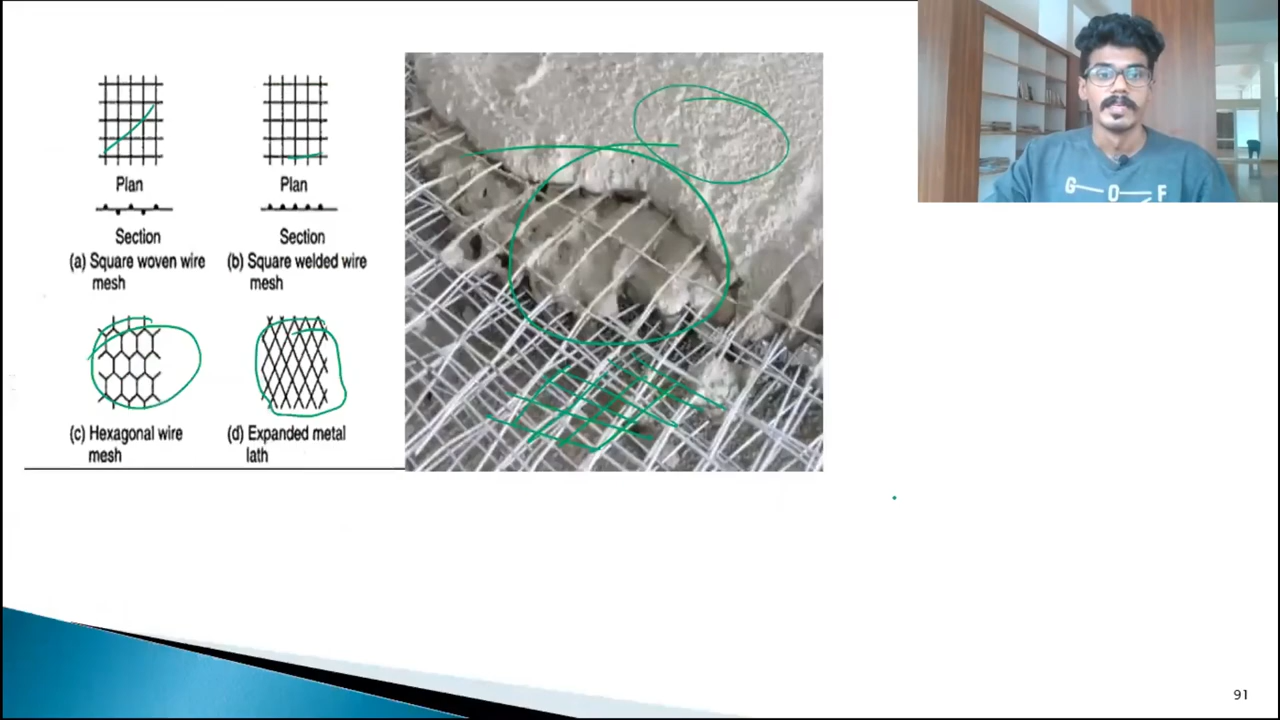 Plan
Plan
Section
Section
(a) Square woven wire
mesh
(b) Square welded wire
mesh
(c) Hexagonal wire
mesh
(d) Expanded metal
lath
G O F
91